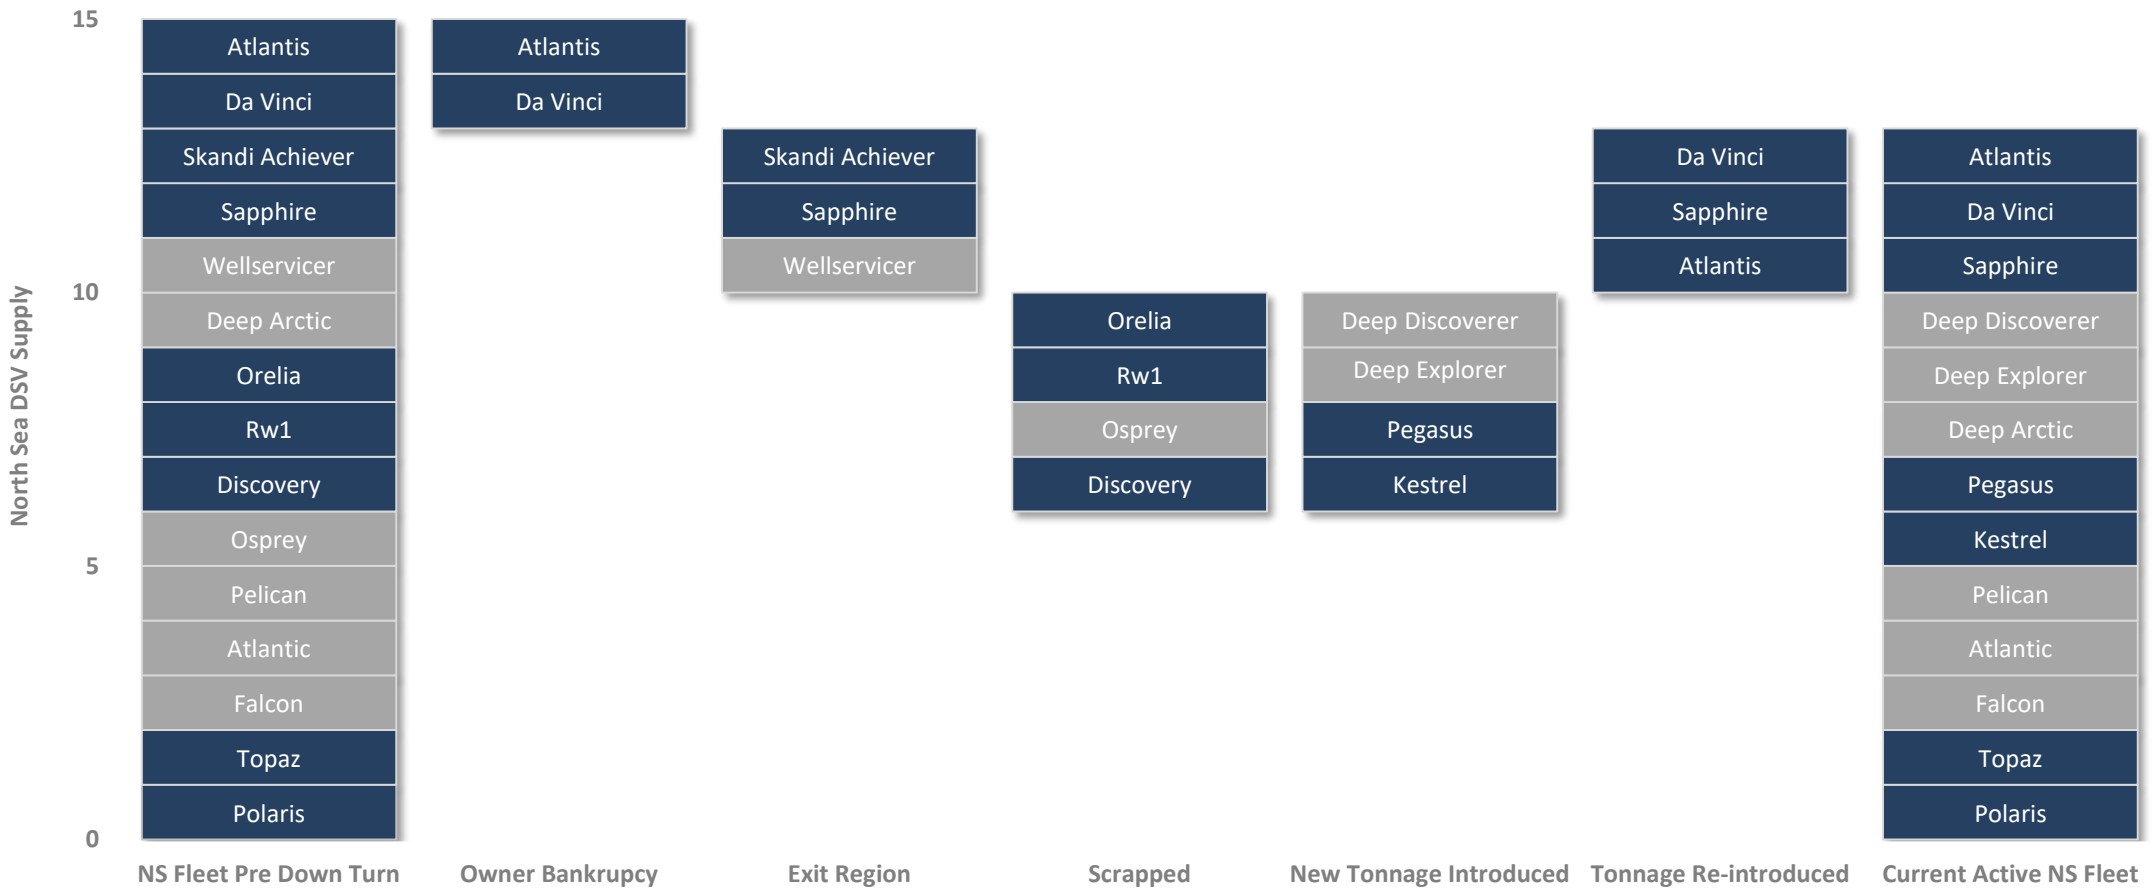 North Sea DSV Supply
15
10
5
0
Atlantis
Da Vinci
Skandi Achiever
Sapphire
Wellservicer
Deep Arctic
Orelia
Rw1
Discovery
Osprey
Pelican
Atlantic
Falcon
Topaz
Polaris
NS Fleet Pre Down Turn
Atlantis
Da Vinci
Owner Bankrupcy
Skandi Achiever
Sapphire
Wellservicer
Exit Region
Orelia
Rw1
Osprey
Discovery
Scrapped
Deep Discoverer
Deep Explorer
Pegasus
Kestrel
New Tonnage Introduced
Da Vinci
Sapphire
Atlantis
Tonnage Re-introduced
Atlantis
Da Vinci
Sapphire
Deep Discoverer
Deep Explorer
Deep Arctic
Pegasus
Kestrel
Pelican
Atlantic
Falcon
Topaz
Polaris
Current Active NS Fleet